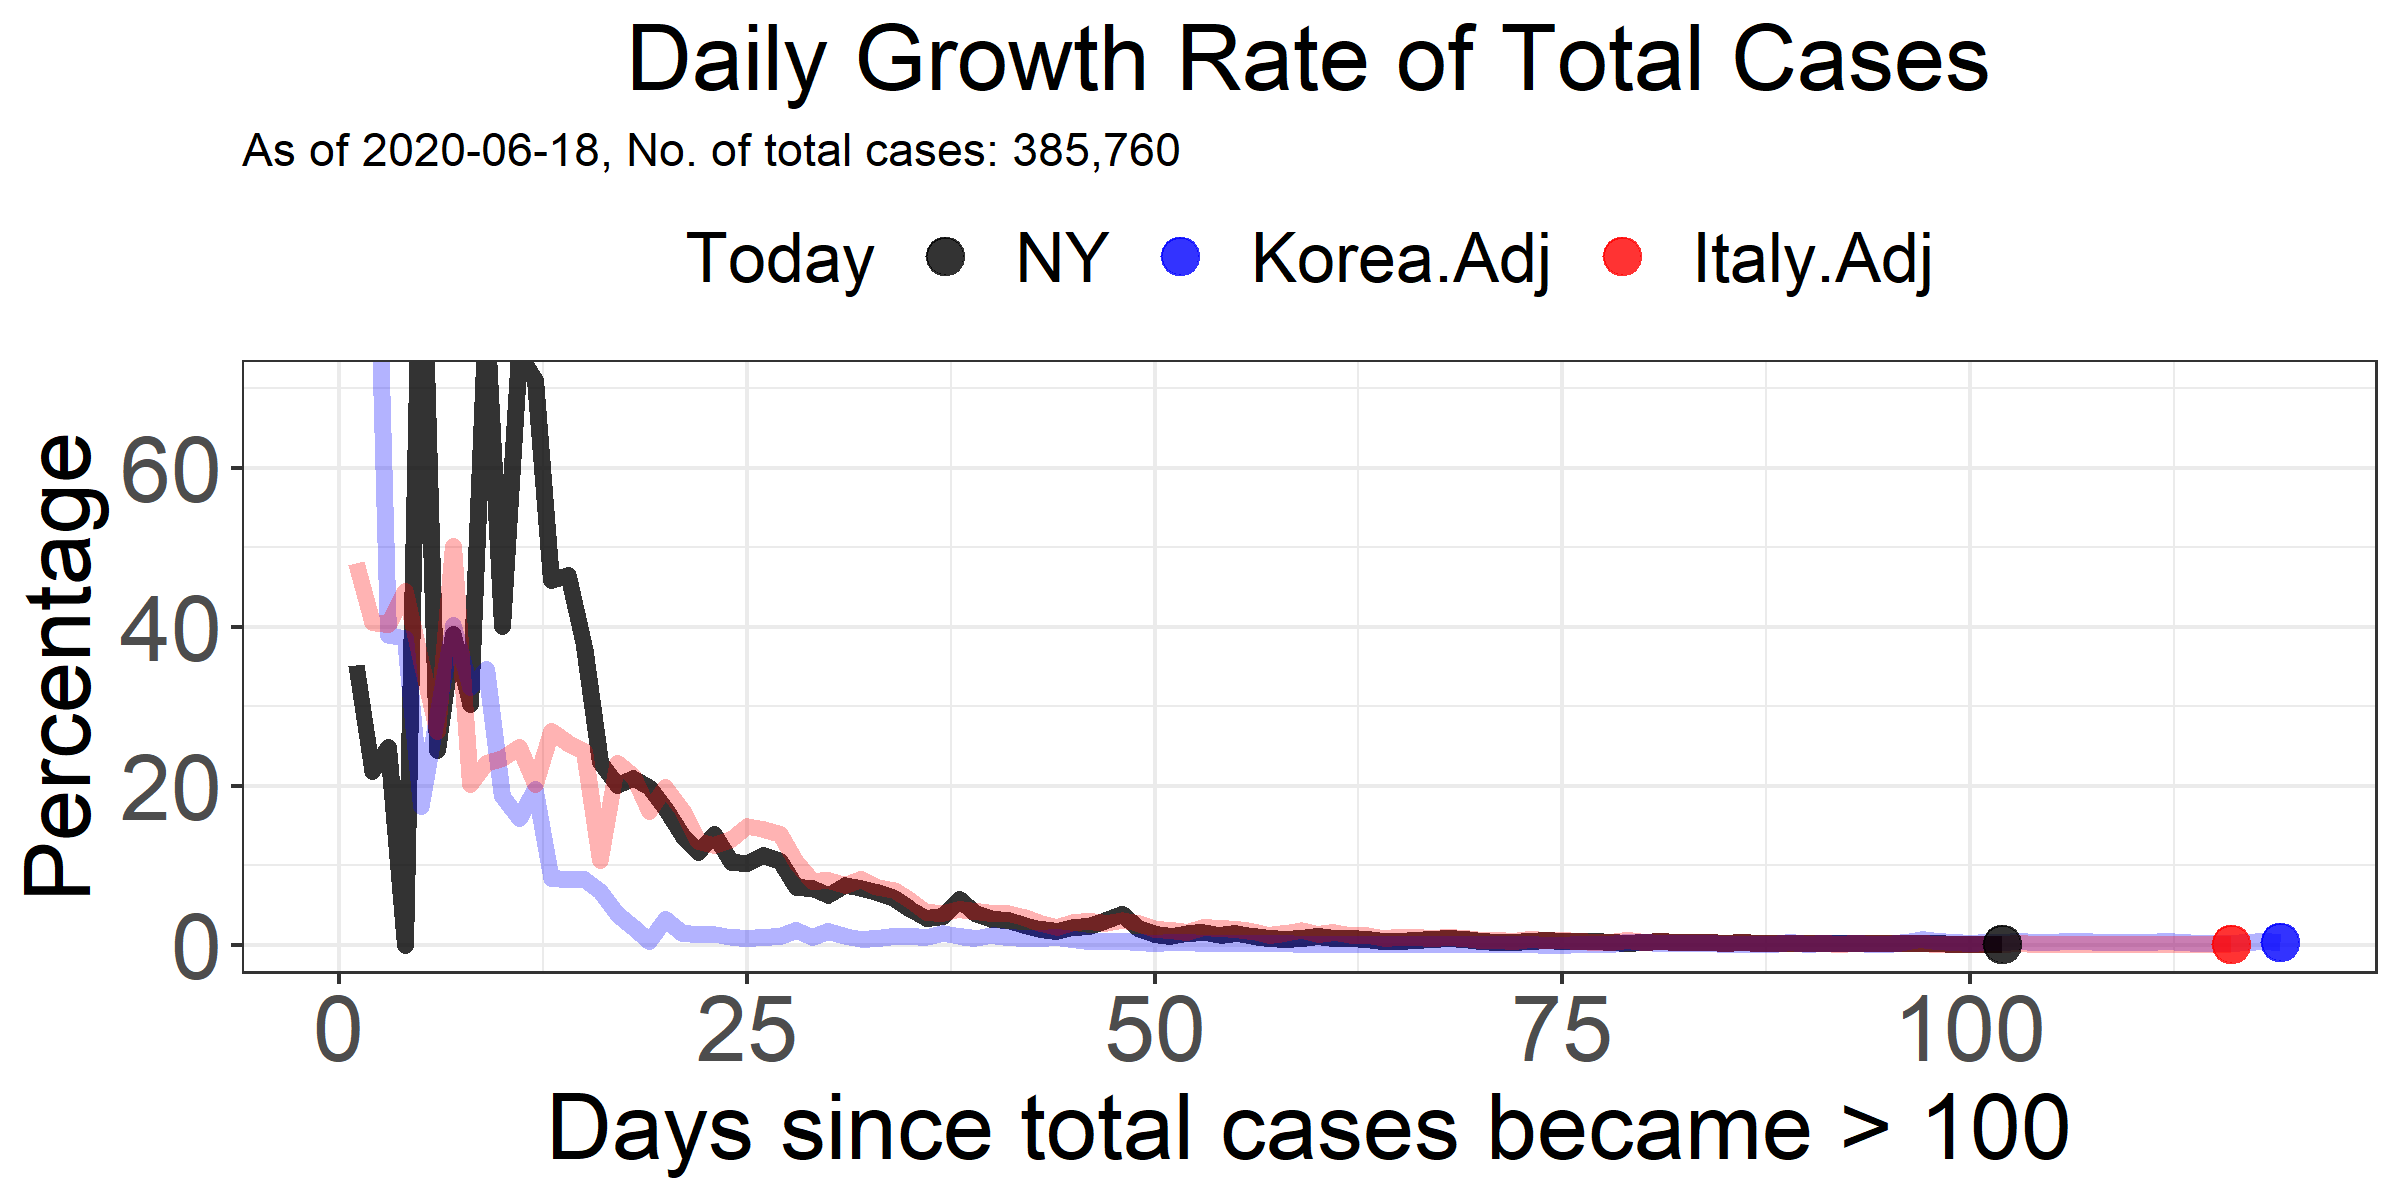 Daily Growth Rate of Total Cases
As of 2020-06-18, No. of total cases: 385,760
Today NY Korea.Adj Italy.Adj
Percentage
60
40
20
0
0 25 50 75 100
Days since total cases became > 100